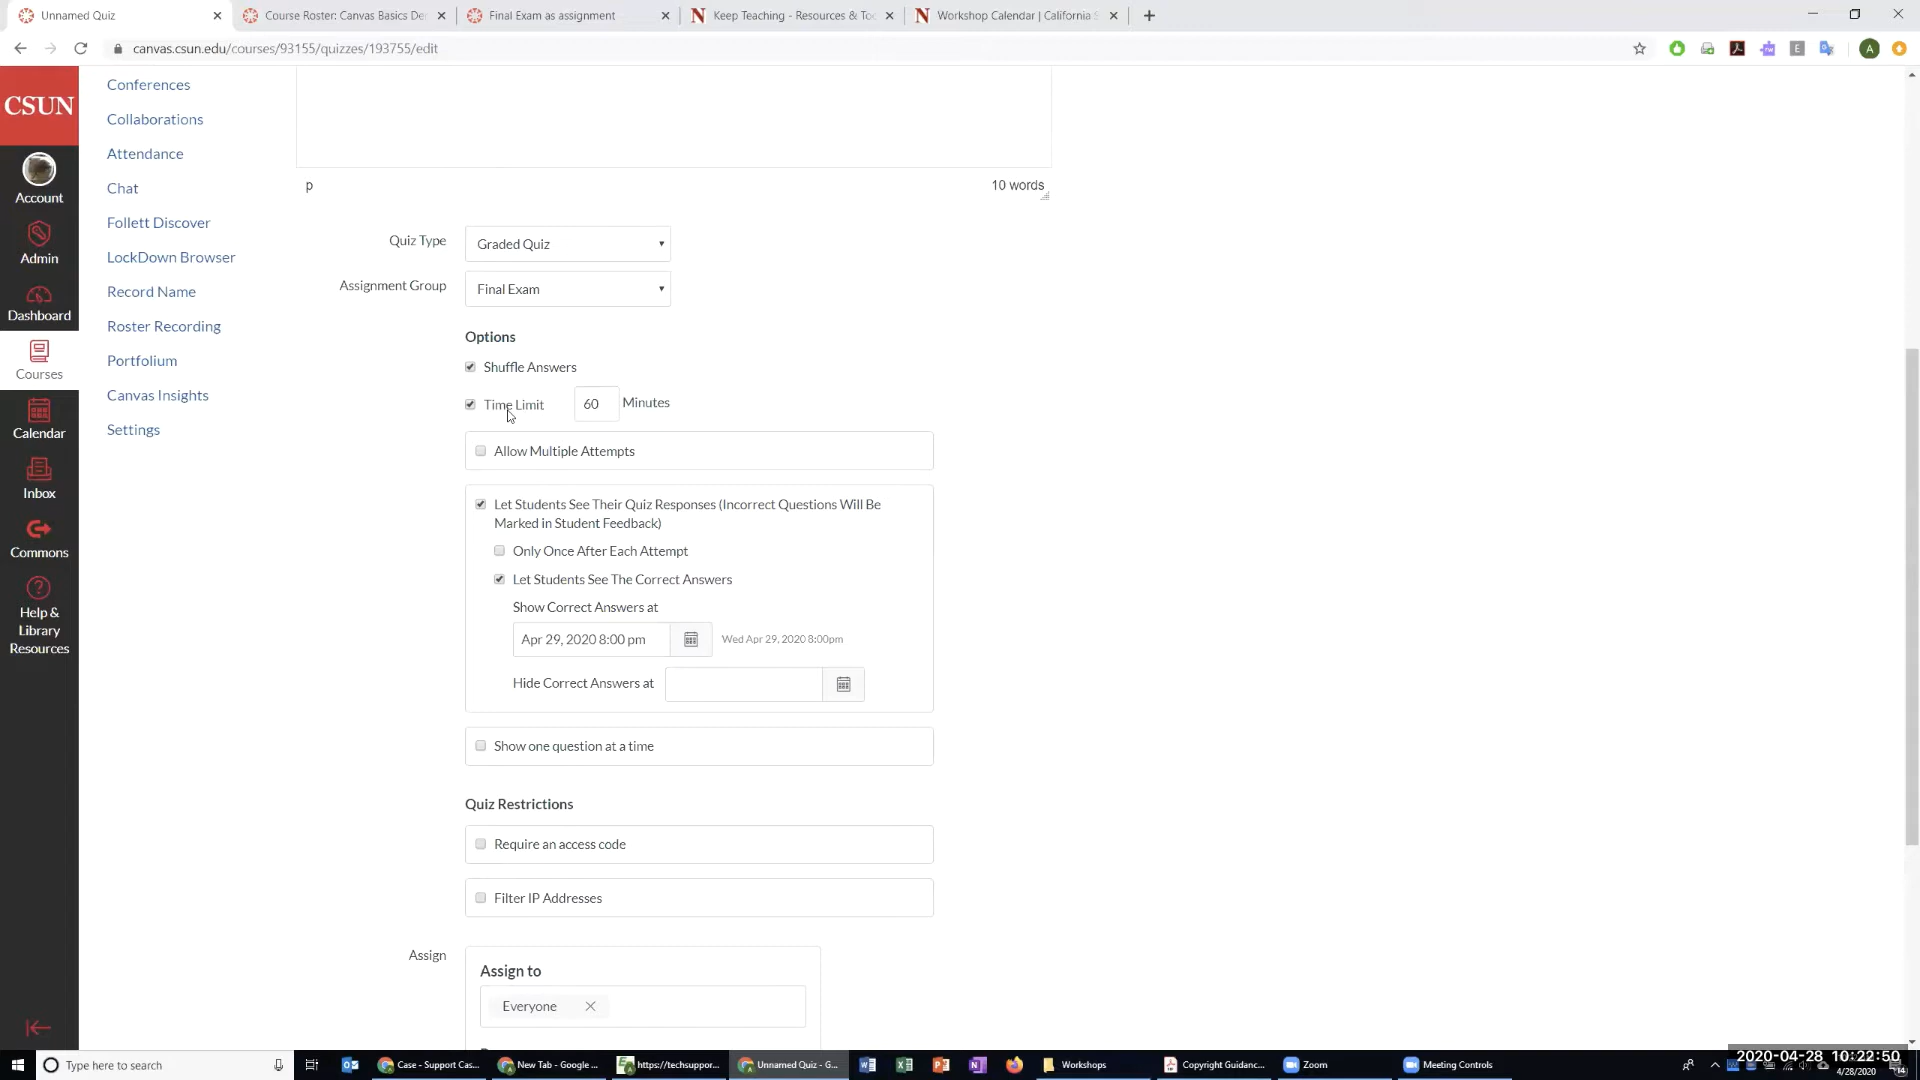 Unnamed Quiz
Course Roster: Canvas Basics De
Final Exam as assignment
Keep Teaching - Resources & Too
Workshop Calendar | California S
canvas.csun.edu/courses/93155/quizzes/193755/edit
CSUN
Account
Admin
Dashboard
Courses
Calendar
Inbox
Commons
Help &
Library
Resources
Conferences
Collaborations
Attendance
Chat
Follett Discover
LockDown Browser
Record Name
Roster Recording
Portfolium
Canvas Insights
Settings
p
10 words
Quiz Type
Graded Quiz
Assignment Group
Final Exam
Options
Shuffle Answers
Time Limit 60 Minutes
Allow Multiple Attempts
Let Students See Their Quiz Responses (Incorrect Questions Will Be
Marked in Student Feedback)
Only Once After Each Attempt
Let Students See The Correct Answers
Show Correct Answers at
Apr 29, 2020 8:00 pm
Wed Apr 29, 2020 8:00pm
Hide Correct Answers at
Show one question at a time
Quiz Restrictions
Require an access code
Filter IP Addresses
Assign
Assign to
Everyone
Type here to search
Case - Support Cas...
New Tab - Google ...
https://techsuppor...
Unnamed Quiz - G...
Workshops
Copyright Guidanc...
Zoom
Meeting Controls
2020-04-28 10:22:50
4/28/2020